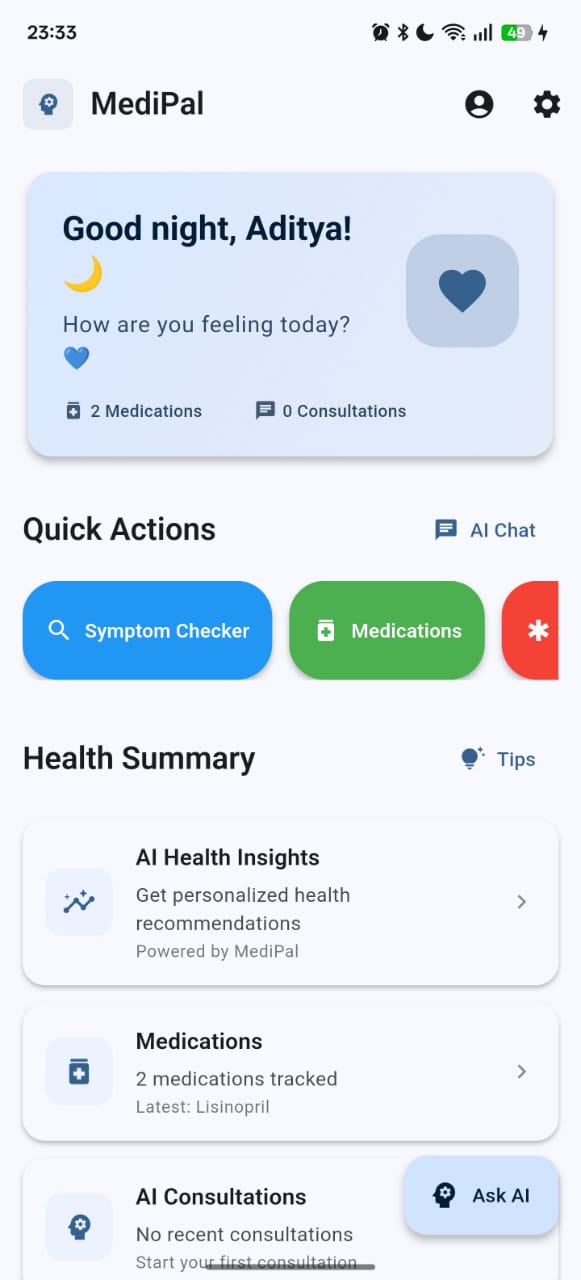 23:33
49
MediPal
Good night, Aditya!
🌙
How are you feeling today?
💙
2 Medications
0 Consultations
Quick Actions
AI Chat
Symptom Checker
Medications
Health Summary
Tips
AI Health Insights
Get personalized health
recommendations
Powered by MediPal
Medications
2 medications tracked
Latest: Lisinopril
AI Consultations
No recent consultations
Start your first consultation
Ask AI